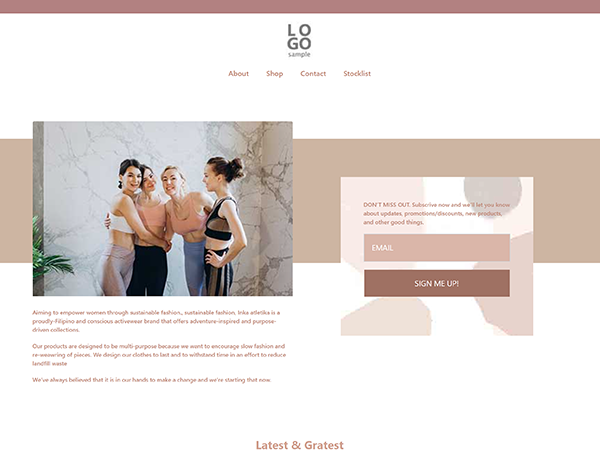 LO
GO
sample
About Shop Contact Stocklist
DON'T MISS OUT. Subscrive now and we'll let you know
about updates, promotions/discounts, new products,
and other good things.
EMAIL
SIGN ME UP!
Aiming to empower women through sustainable fashion., sustainable fashion. Inka atletika is a
proudly-Filipino and conscious activewear brand that offers adventure-inspired and purpose-
driven collections.
Our products are designed to be multi-purpose because we want to encourage slow fashion and
re-weawring of pieces. We design our clothes to last and to withstand time in an effort to reduce
landfill waste
We've always believed that it is in our hands to make a change and we're starting that now.
Latest & Gratest